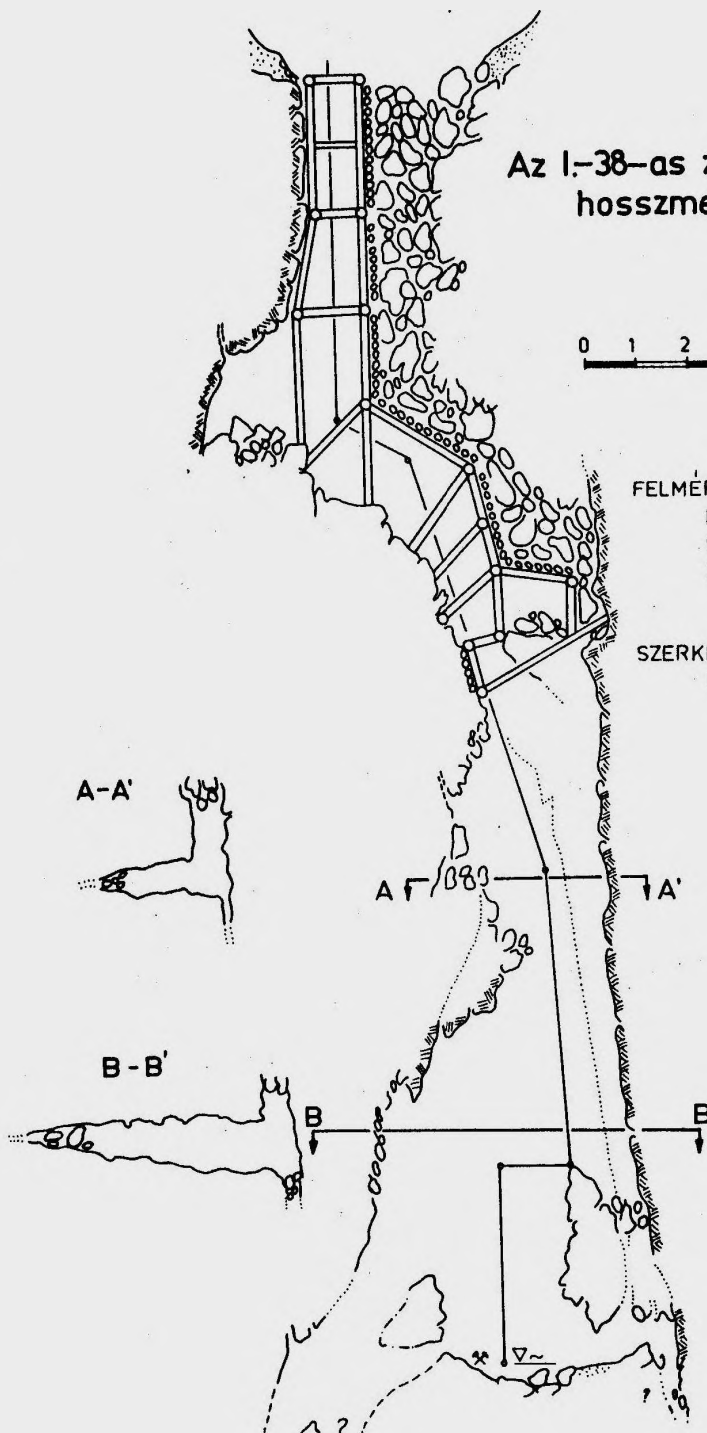 Az I.-38-as
hosszme
0 1 2
FELMÉR
SZERK
A-A'
A A'
B-B'
B B
?
?